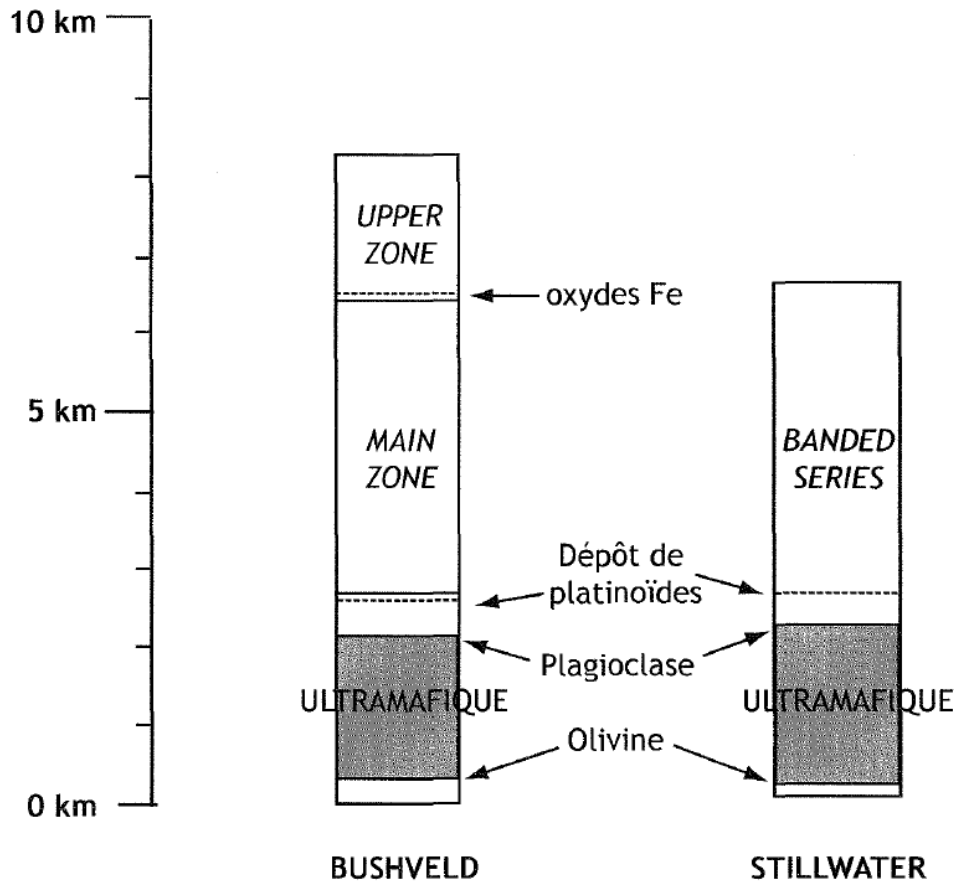 10 km
UPPER
ZONE
oxydes Fe
5 km
MAIN
ZONE
BANDED
SERIES
Dépôt de
platinoïdes
Plagioclase
ULTRAMAFIQUE
ULTRAMAFIQUE
Olivine
0 km
BUSHVELD
STILLWATER